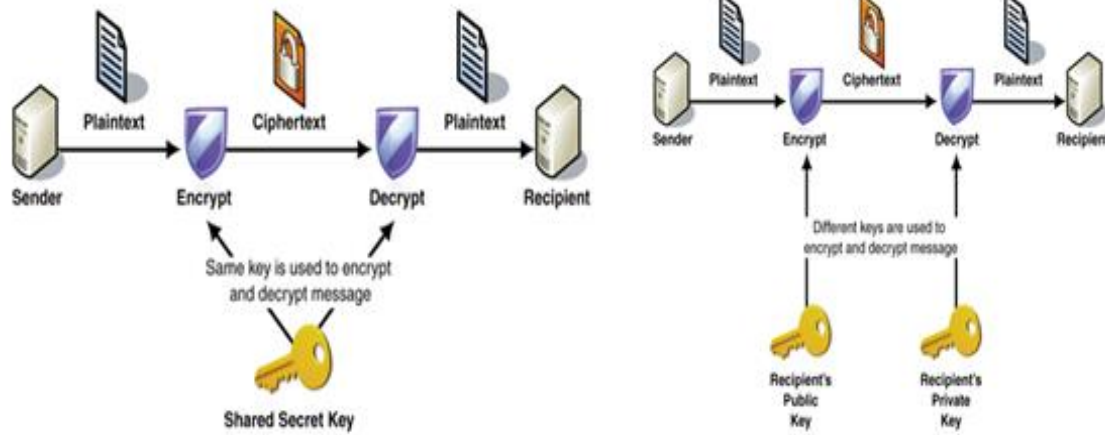 Plaintext
Ciphertext
Plaintext
Sender
Encrypt
Decrypt
Recipient
Same key is used to encrypt
and decrypt message
Shared Secret Key
Plaintext
Ciphertext
Plaintext
Sender
Encrypt
Decrypt
Recipient
Different keys are used to
encrypt and decrypt message
Recipient's
Public
Key
Recipient's
Private
Key